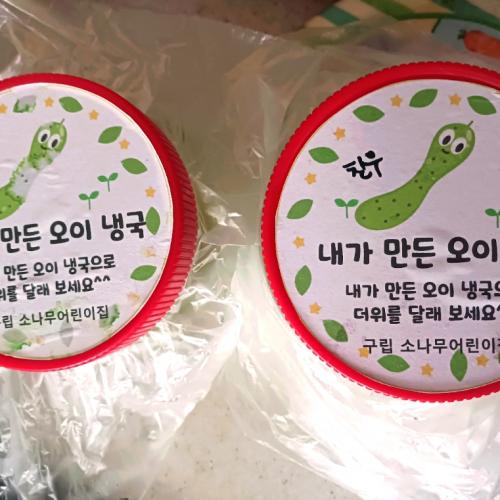 만든 오이 냉국
만든 오이 냉국으로
위를 달래 보세요^^
구립 소나무어린이집
찬우
내가 만든 오이
내가 만든 오이 냉국으
더위를 달래 보세요^
구립 소나무어린이집